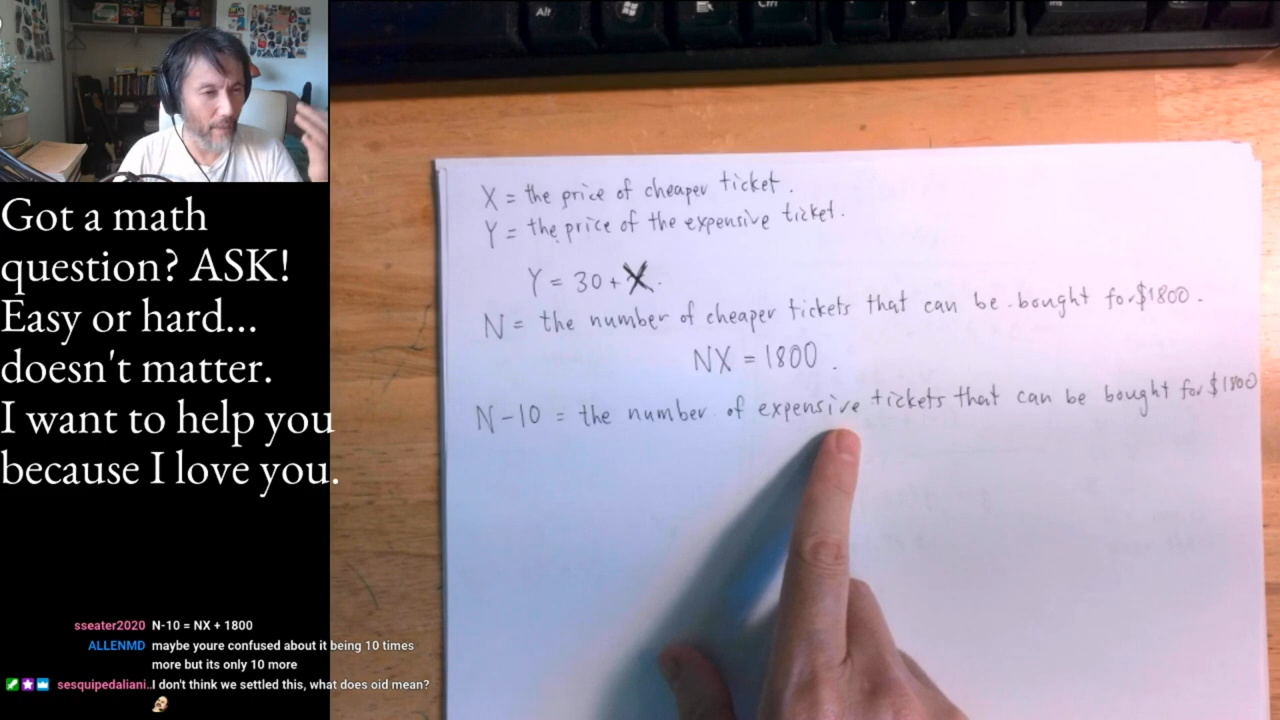 Alt
Ctrl
Got a math
question? ASK!
Easy or hard...
doesn't matter.
I want to help you
because I love you.
sseater2020 N-10 = NX + 1800
ALLENMD maybe youre confused about it being 10 times
more but its only 10 more
sesquipedaliani.. I don't think we settled this, what does oid mean?
X = the price of cheaper ticket.
Y = the price of the expensive ticket.
Y = 30 + X.
N = the number of cheaper tickets that can be bought for $1800.
NX = 1800.
N-10 = the number of expensive tickets that can be bought for $1800